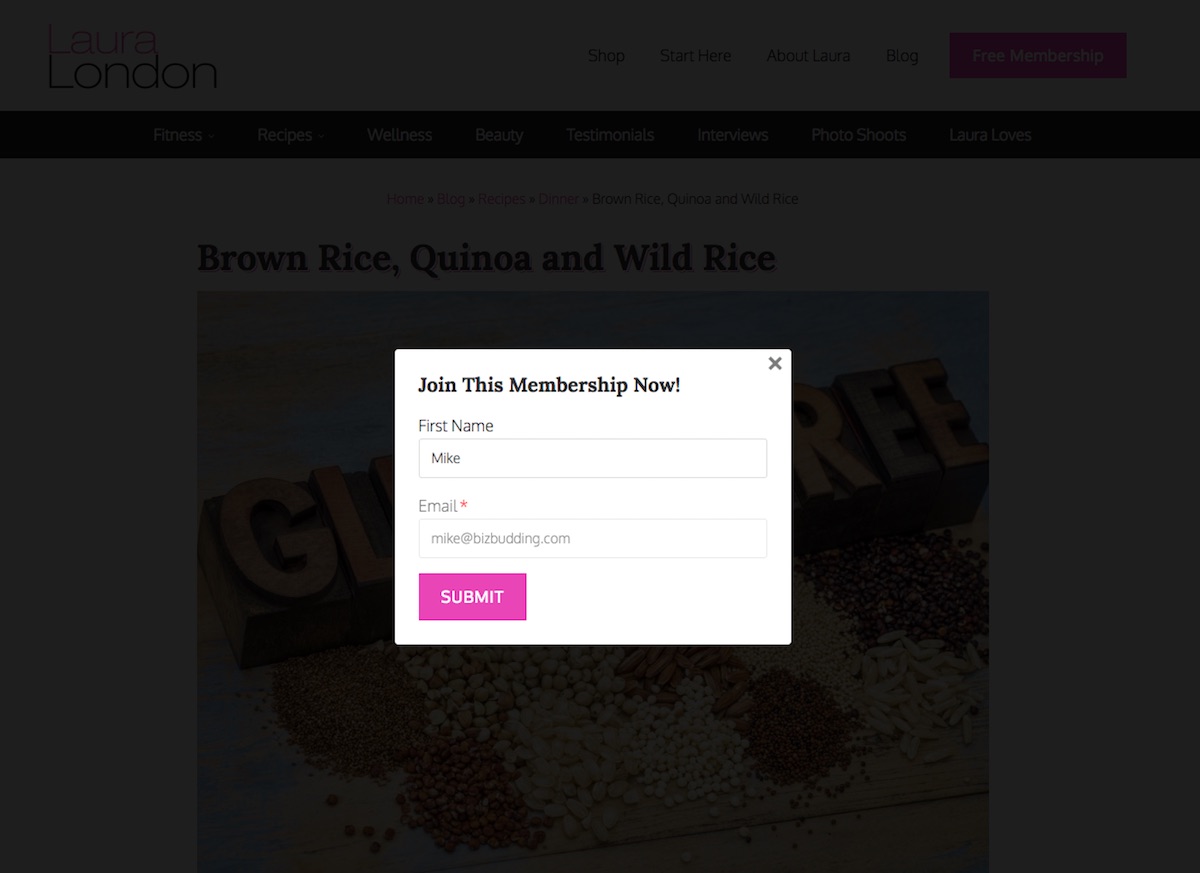 Laura
London
Shop Start Here About Laura Blog Free Membership
Fitness Recipes Wellness Beauty Testimonials Interviews Photo Shoots Laura Loves
Home » Blog » Recipes » Dinner » Brown Rice, Quinoa and Wild Rice
Brown Rice, Quinoa and Wild Rice
Join This Membership Now!
First Name
Mike
Email *
mike@bizbudding.com
SUBMIT
GL REE